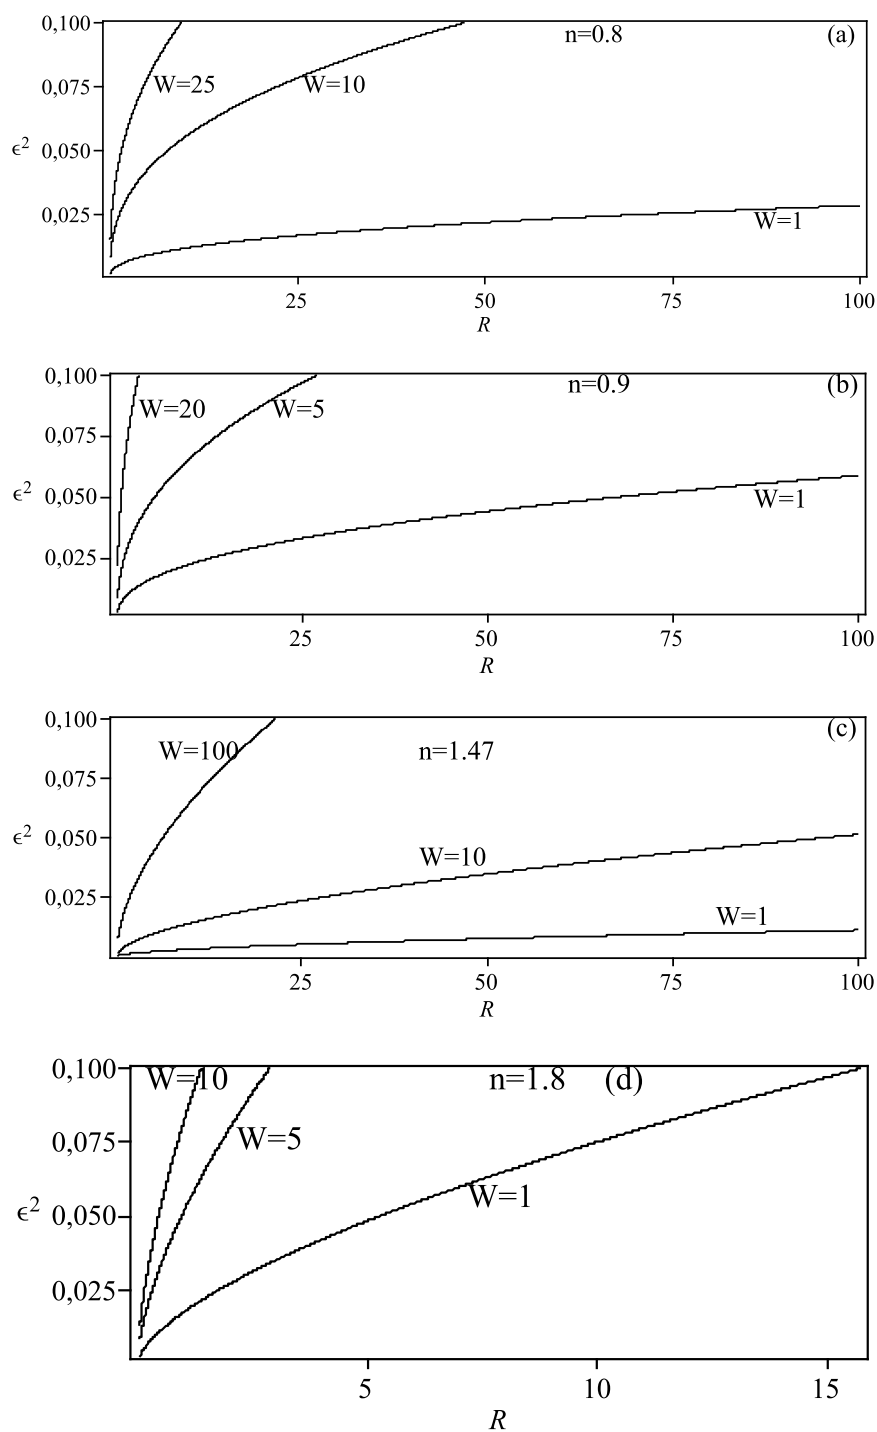 0,100 n=0.8 (a)
0,075 W=25 W=10
ϵ² 0,050
0,025 W=1
25 50 75 100
R
0,100 n=0.9 (b)
W=20 W=5
0,075
ϵ² 0,050 W=1
0,025
25 50 75 100
R
0,100 (c)
W=100 n=1.47
0,075
ϵ² 0,050
W=10
0,025
W=1
25 50 75 100
R
0,100 W=10 n=1.8 (d)
0,075 W=5
ϵ² 0,050 W=1
0,025
5 10 15
R